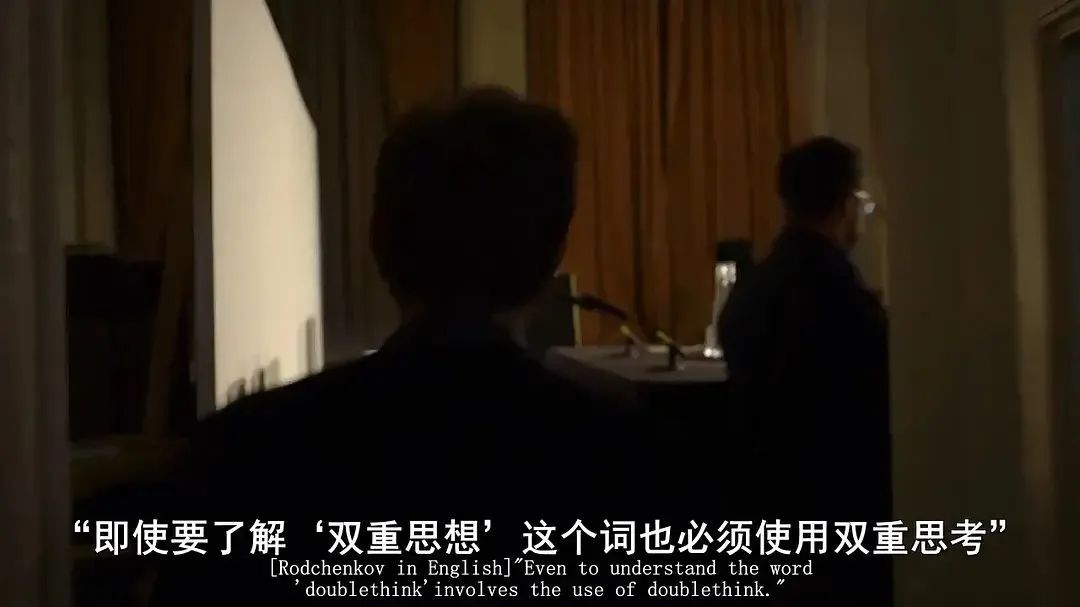 “即使要了解‘双重思想’这个词也必须使用双重思考”
[Rodchenkov in English]"Even to understand the word
'doublethink'involves the use of doublethink."